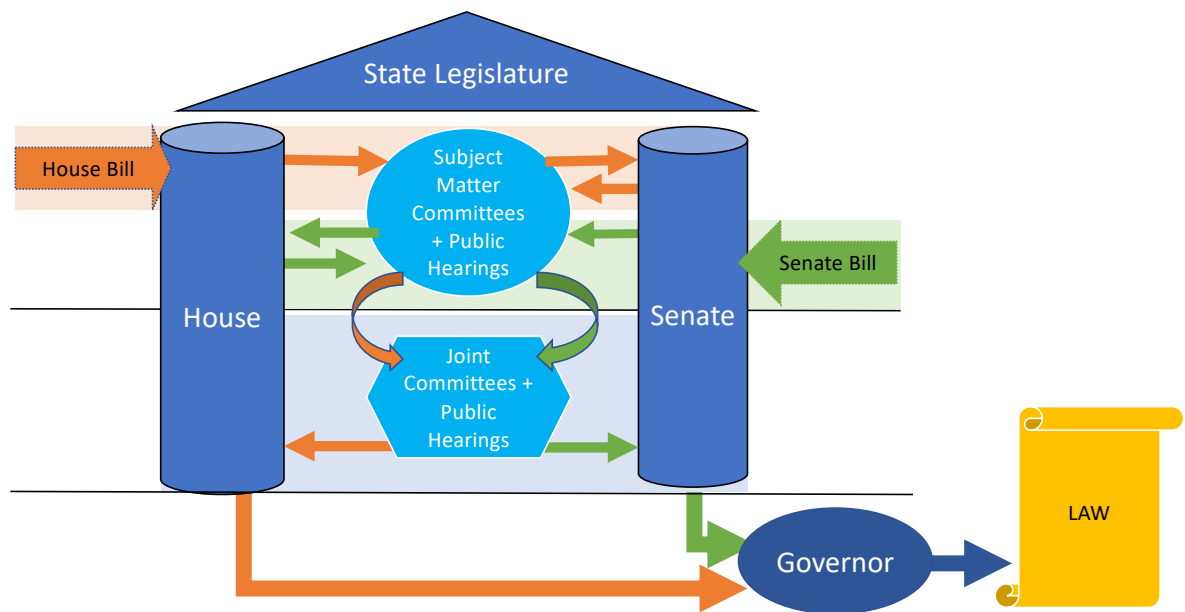 State Legislature
House Bill
Subject
Matter
Committees
+ Public
Hearings
Senate Bill
House
Senate
Joint
Committees +
Public
Hearings
LAW
Governor